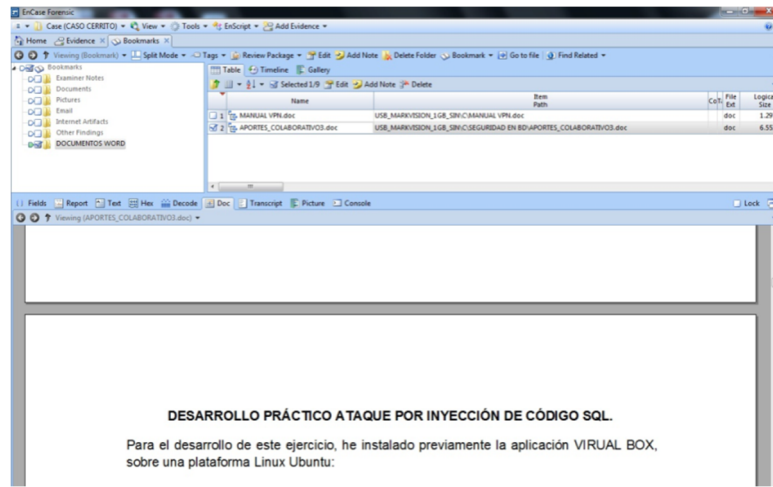 EnCase Forensic
Case (CASO CERRITO) View Tools EnScript Add Evidence
Home Evidence Bookmarks
Viewing (Bookmark) Split Mode Tags Review Package Edit Add Note Delete Folder Bookmark Go to file Find Related
Bookmarks
Examiner Notes
Documents
Pictures
Email
Internet Artifacts
Other Findings
DOCUMENTOS WORD
Table Timeline Gallery
Selected 1/9 Edit Add Note Delete
Name Item Path File Ext Logica Size
1 MANUAL VPN.doc USB_MARKVISION_1GB_SIN\C\MANUAL VPN.doc doc 1.29
2 APORTES_COLABORATIVO3.doc USB_MARKVISION_1GB_SIN\C\SEGURIDAD EN BD\APORTES_COLABORATIVO3.doc doc 6.55
Fields Report Text Hex Decode Doc Transcript Picture Console Lock
Viewing (APORTES_COLABORATIVO3.doc)
DESARROLLO PRÁCTICO ATAQUE POR INYECCIÓN DE CÓDIGO SQL.
Para el desarrollo de este ejercicio, he instalado previamente la aplicación VIRUAL BOX,
sobre una plataforma Linux Ubuntu: